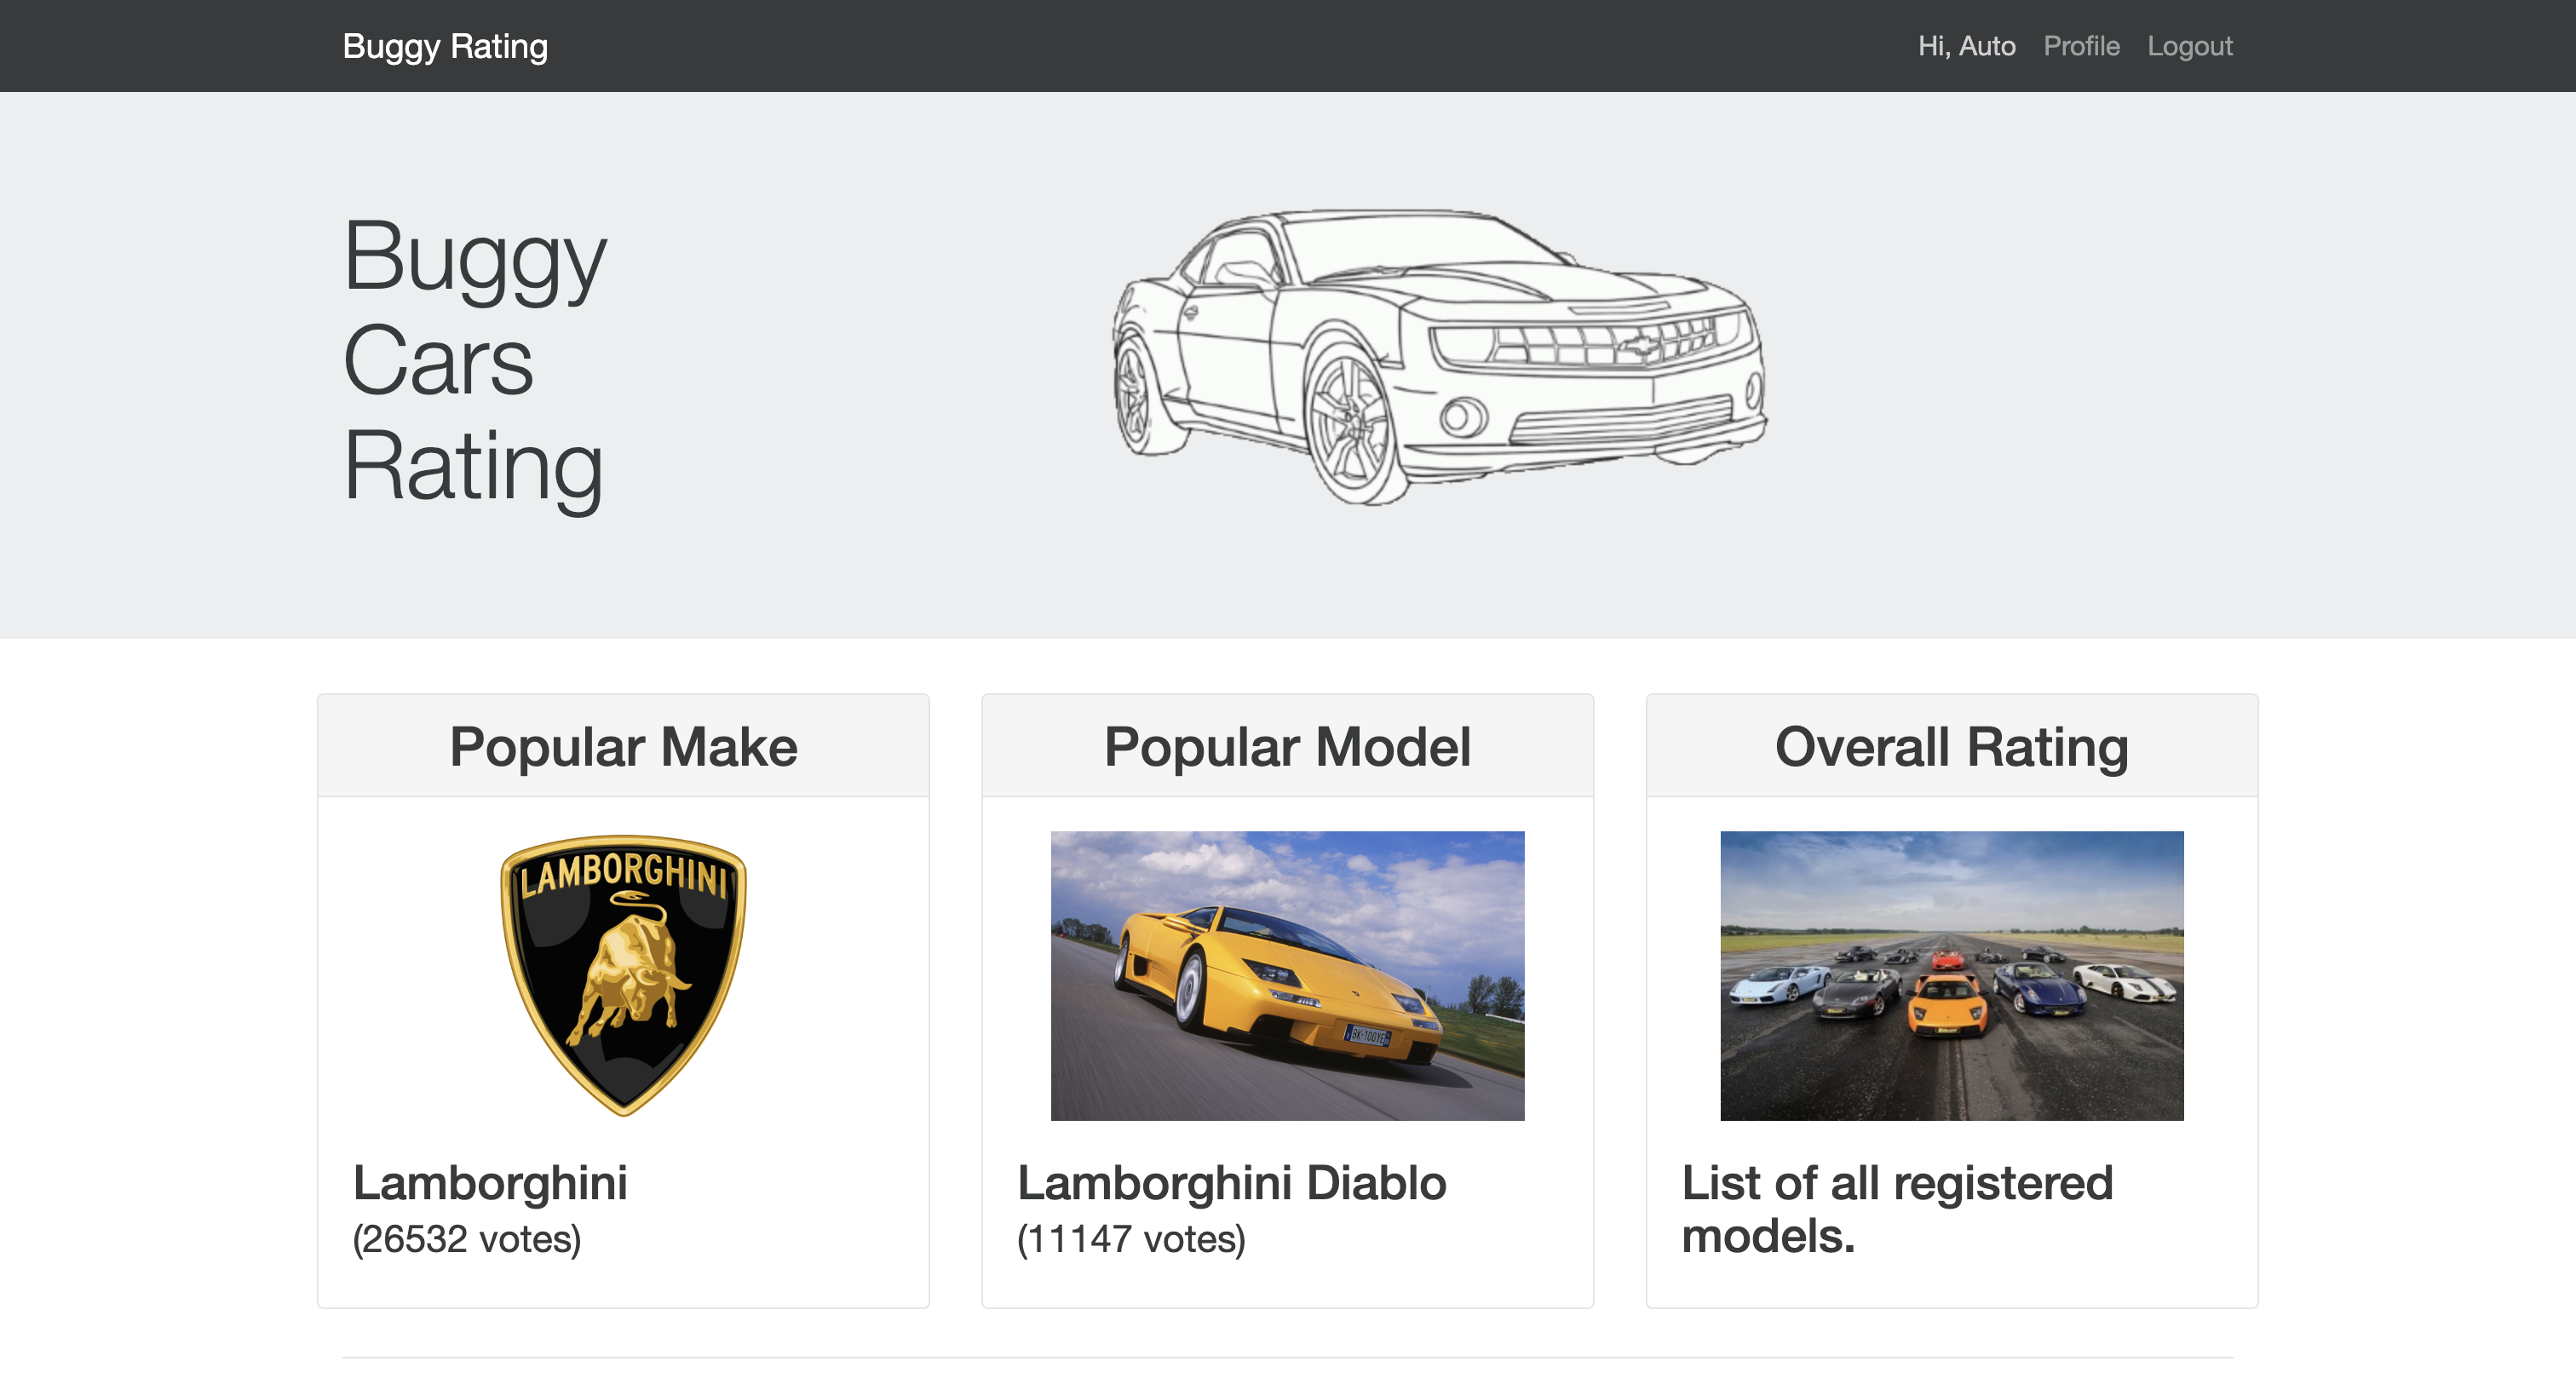 Buggy Rating
Hi, Auto Profile Logout
Buggy
Cars
Rating
Popular Make
LAMBORGHINI
Lamborghini
(26532 votes)
Popular Model
Lamborghini Diablo
(11147 votes)
Overall Rating
List of all registered
models.